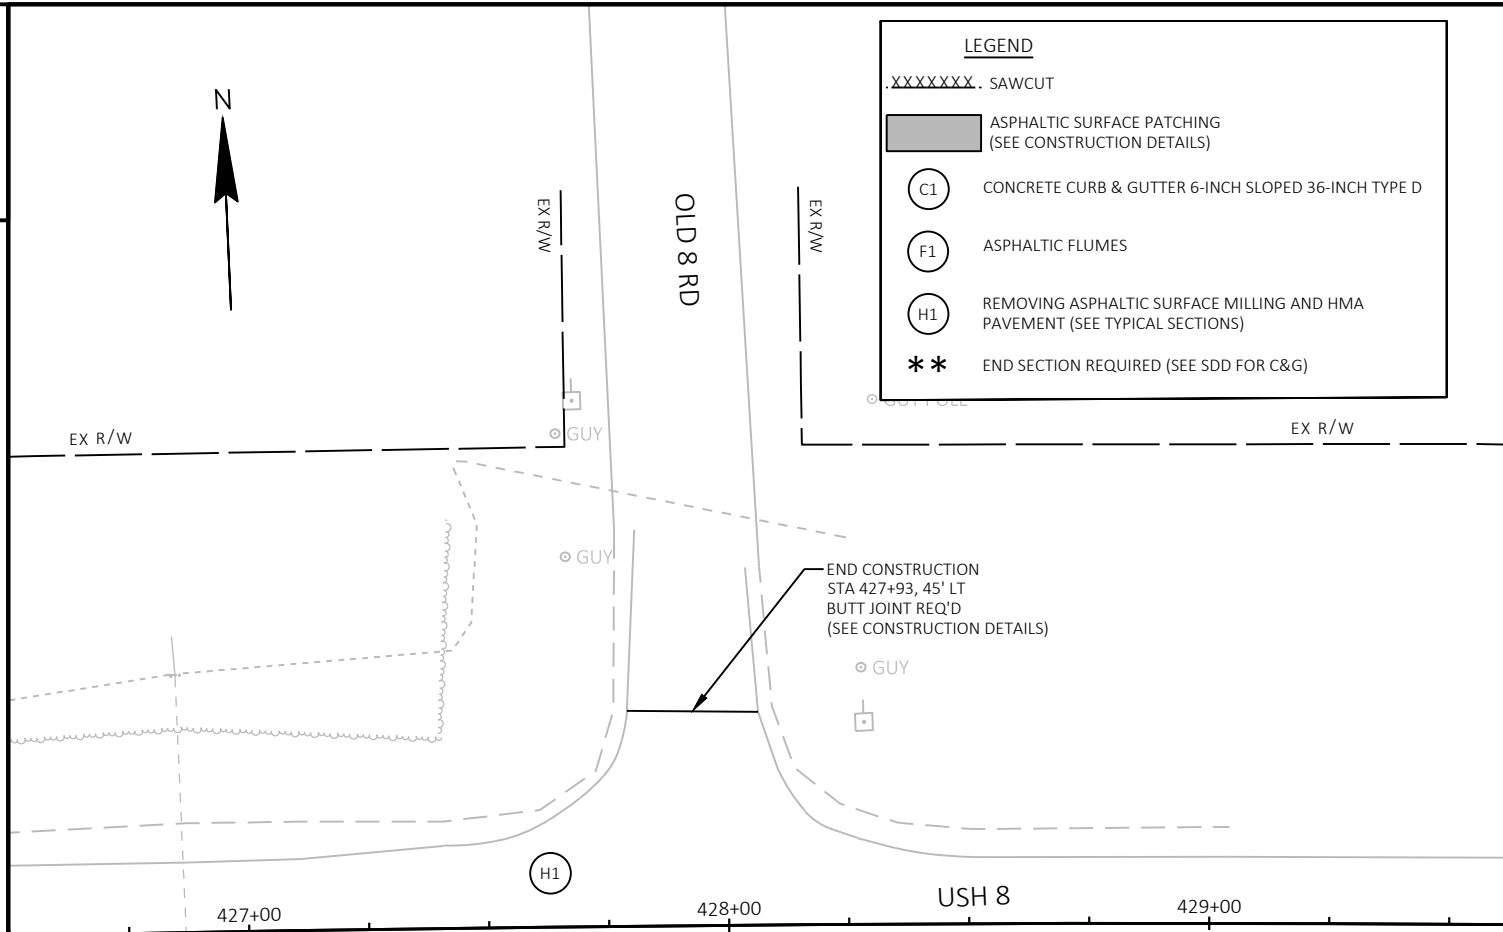 LEGEND
XXXXXXX SAWCUT
ASPHALTIC SURFACE PATCHING
(SEE CONSTRUCTION DETAILS)
C1 CONCRETE CURB & GUTTER 6-INCH SLOPED 36-INCH TYPE D
F1 ASPHALTIC FLUMES
H1 REMOVING ASPHALTIC SURFACE MILLING AND HMA
PAVEMENT (SEE TYPICAL SECTIONS)
** END SECTION REQUIRED (SEE SDD FOR C&G)
N
EX R/W
OLD 8 RD
EX R/W
GUY POLE
EX R/W
GUY
EX R/W
GUY
END CONSTRUCTION
STA 427+93, 45' LT
BUTT JOINT REQ'D
(SEE CONSTRUCTION DETAILS)
GUY
H1
USH 8
427+00
428+00
429+00